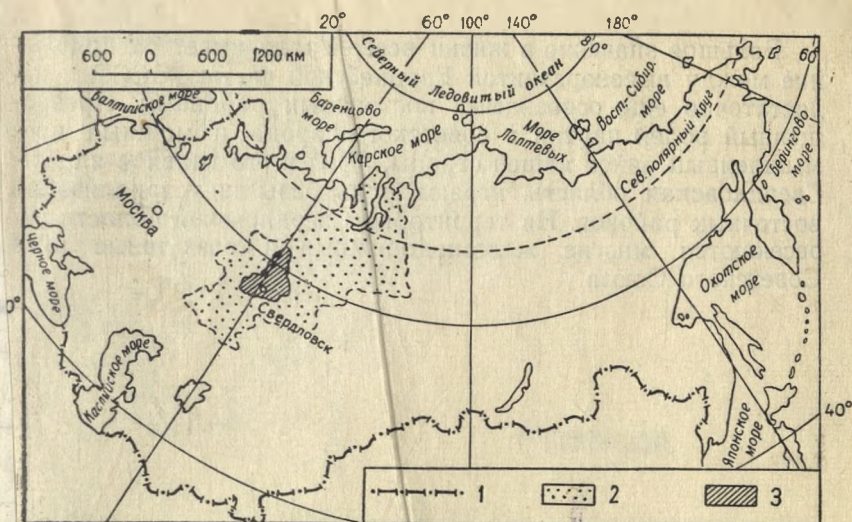 20° 60° 100° 140° 180°
80°
60°
600 0 600 1200 км
Северный Ледовитый океан
Балтийское море
Баренцово море
Карское море
Море Лаптевых
Вост-Сибир. море
Сев. полярный круг
Берингово море
Москва
Черное море
Охотское море
Свердловск
Каспийское море
40°
Японское море
1 2 3